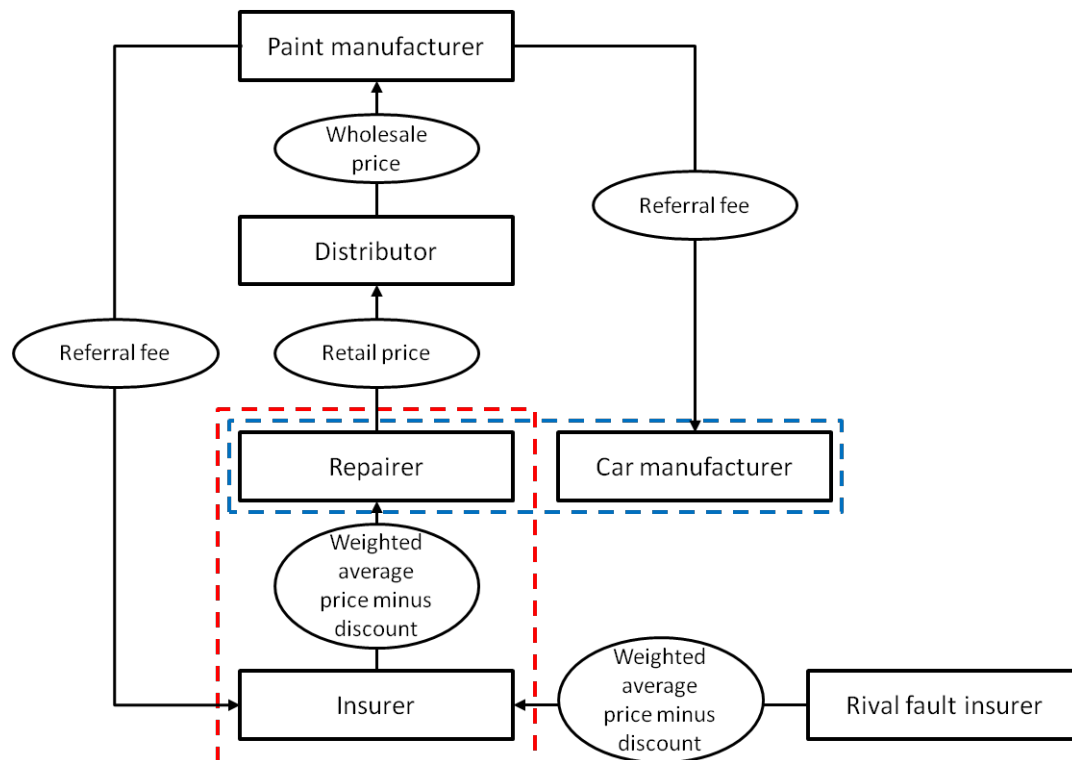 Paint manufacturer
Wholesale
price
Referral fee
Distributor
Referral fee
Retail price
Repairer
Car manufacturer
Weighted
average
price minus
discount
Insurer
Weighted
average
price minus
discount
Rival fault insurer